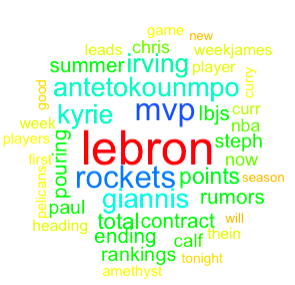 game
new
leads chris weekjames
summer irving player
antetokounmpo curry
good
kyrie mvp lbjs curr
week nba
players lebron steph
first pouring now
pelicans rockets points season
paul giannis rumors
heading total contract will
ending calf thein
rankings tonight
amethyst